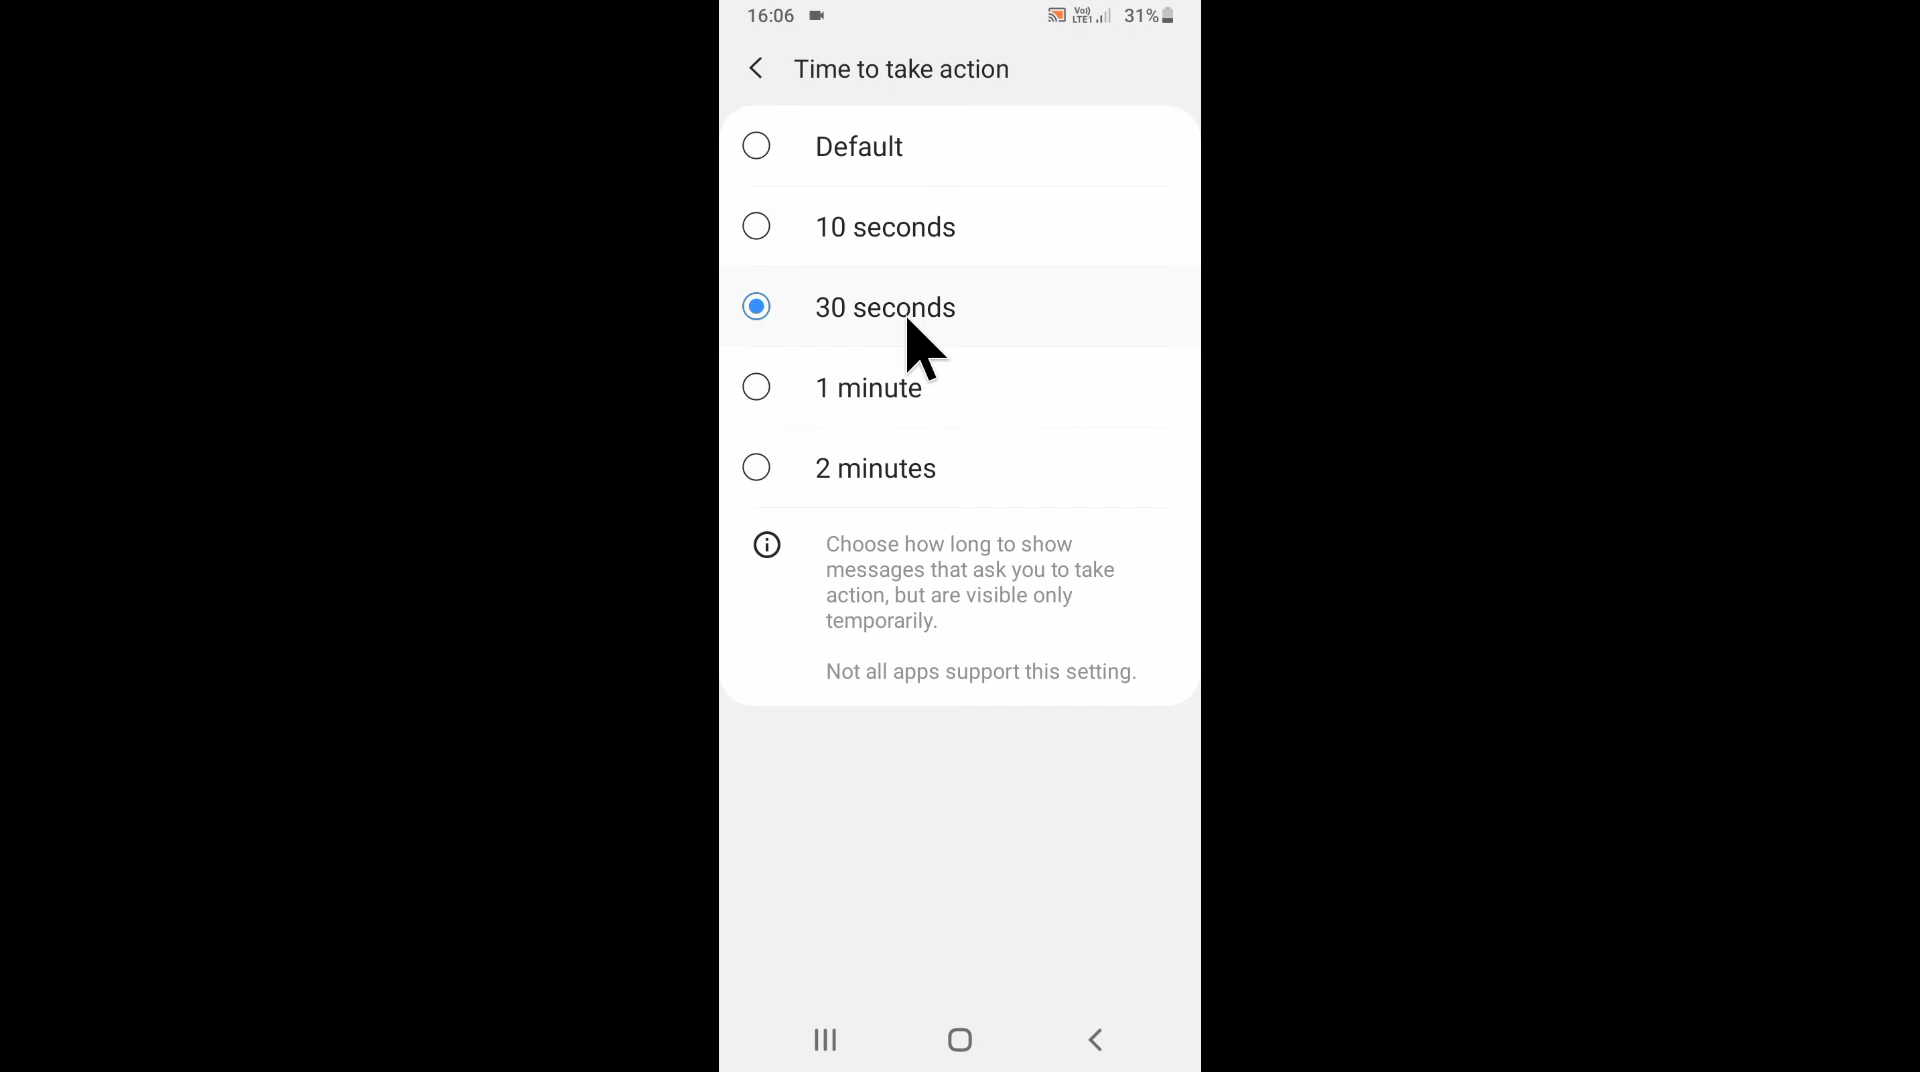 16:06 Vo)) LTE1 31%
Time to take action
Default
10 seconds
30 seconds
1 minute
2 minutes
Choose how long to show
messages that ask you to take
action, but are visible only
temporarily.
Not all apps support this setting.